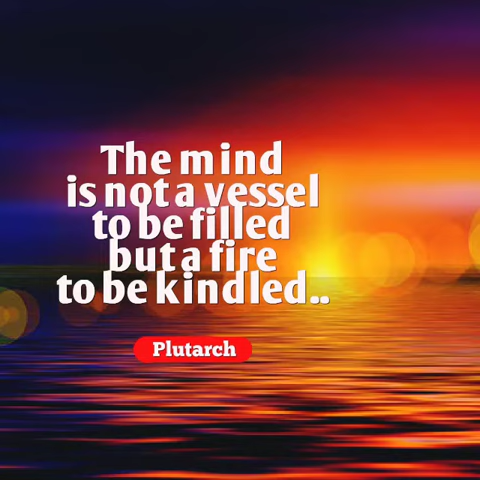 The mind
is not a vessel
to be filled
but a fire
to be kindled..
Plutarch